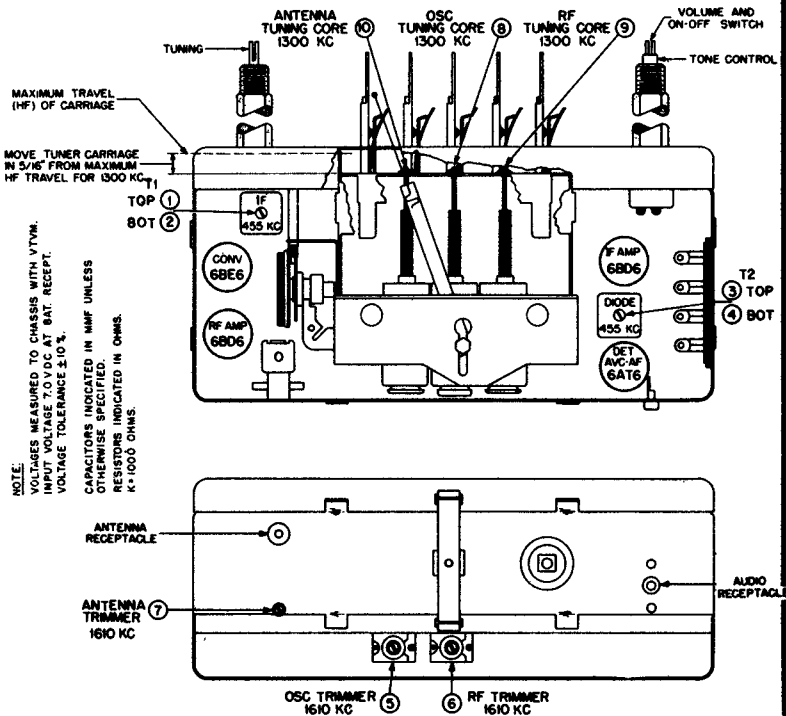 ANTENNA
TUNING CORE
1300 KC
⑩
OSC
TUNING CORE
1300 KC
⑧
RF
TUNING CORE
1300 KC
⑨
VOLUME AND
ON-OFF SWITCH
TUNING
TONE CONTROL
MAXIMUM TRAVEL
(HF) OF CARRIAGE
MOVE TUNER CARRIAGE
IN 5/16" FROM MAXIMUM
HF TRAVEL FOR 1300 KC
T1
TOP ①
BOT ②
IF
455 KC
CONV
6BE6
RF AMP
6BD6
IF AMP
6BD6
T2
③ TOP
④ BOT
DIODE
455 KC
DET
AVC-AF
6AT6
NOTE:
VOLTAGES MEASURED TO CHASSIS WITH VTVM.
INPUT VOLTAGE 7.0 VDC AT BAT. RECEPT.
VOLTAGE TOLERANCE ±10%.
CAPACITORS INDICATED IN MMF UNLESS
OTHERWISE SPECIFIED.
RESISTORS INDICATED IN OHMS.
K=1000 OHMS.
ANTENNA
RECEPTACLE
ANTENNA ⑦
TRIMMER
1610 KC
AUDIO
RECEPTACLE
OSC TRIMMER ⑤
1610 KC
⑥ RF TRIMMER
1610 KC